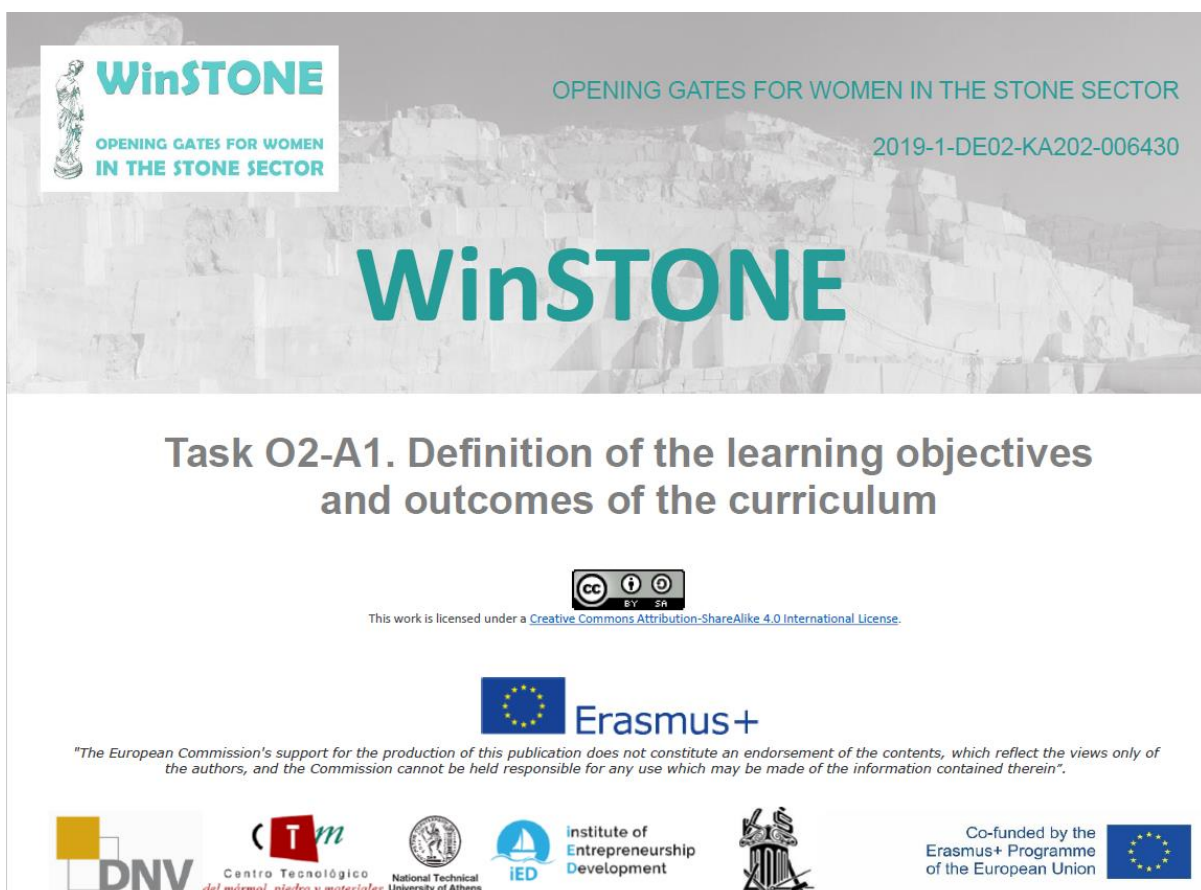 WinSTONE
OPENING GATES FOR WOMEN
IN THE STONE SECTOR
OPENING GATES FOR WOMEN IN THE STONE SECTOR
2019-1-DE02-KA202-006430
WinSTONE
Task O2-A1. Definition of the learning objectives
and outcomes of the curriculum
cc
BY SA
This work is licensed under a Creative Commons Attribution-ShareAlike 4.0 International License.
Erasmus+
"The European Commission's support for the production of this publication does not constitute an endorsement of the contents, which reflect the views only of
the authors, and the Commission cannot be held responsible for any use which may be made of the information contained therein".
DNV
CTm
Centro Tecnológico
del mármol, piedra y materiales
National Technical
University of Athens
iED
institute of
Entrepreneurship
Development
Co-funded by the
Erasmus+ Programme
of the European Union